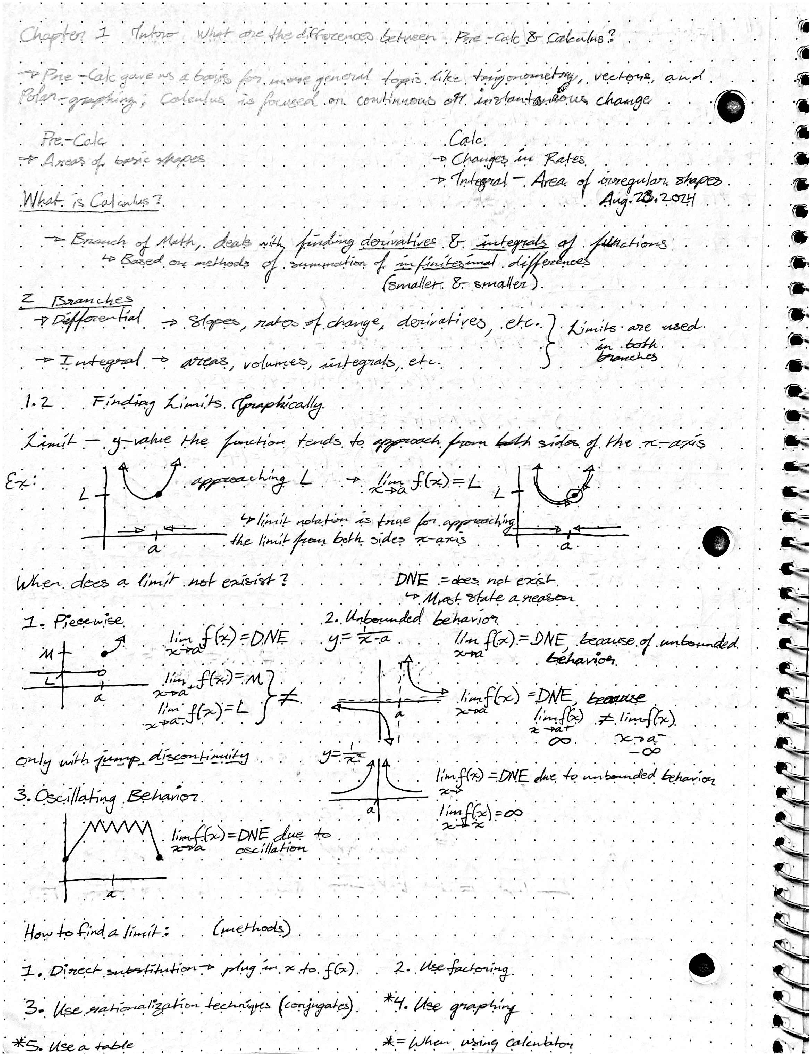 Chapter 1 Intro. What are the differences between Pre-Calc & Calculus?
→ Pre-Calc gave us a basis for more general topics like trigonometry, vectors, and
Polar-graphing; Calculus is focused on continuous or instantaneous change
Pre-Calc
→ Areas of basic shapes
Calc.
→ Changes in Rates
→ Integral - Area of irregular shapes
Aug. 23, 2024
What is Calculus?
→ Branch of Math, deals with finding derivatives & integrals of functions
↳ Based on methods of summation of infinitesimal differences
(smaller & smaller)
2 Branches
→ Differential → Slopes, rates of change, derivatives, etc.
→ Integral → areas, volumes, integrals, etc.
} Limits are used
in both
branches
1.2 Finding Limits Graphically
Limit - y-value the function tends to approach from both sides of the x-axis
Ex:
L
a
approaching L → lim x→a f(x) = L
↳ limit notation is true for approaching
the limit from both sides x-axis
L
a
When does a limit not exisist?
DNE = does not exist
↳ Must state a reason
1. Piecewise
M
L
a
lim x→a f(x) = DNE
lim x→a⁺ f(x) = M
lim x→a⁻ f(x) = L
} ≠
only with jump discontinuity
2. Unbounded behavior
y = 1/(x-a)
lim x→a f(x) = DNE because of unbounded
behavior
a
lim x→a f(x) = DNE because
lim x→a⁺ f(x) ≠ lim x→a⁻ f(x)
∞ -∞
y = 1/x²
a
lim x→ f(x) = DNE due to unbounded behavior
lim x→x f(x) = ∞
3. Oscillating Behavior
a
lim x→a f(x) = DNE due to
oscillation
How to find a limit: (methods)
1. Direct substitution → plug in x to f(x)
2. Use factoring
3. Use rationalization techniques (conjugates)
*4. Use graphing
*5. Use a table
* = When using calculator